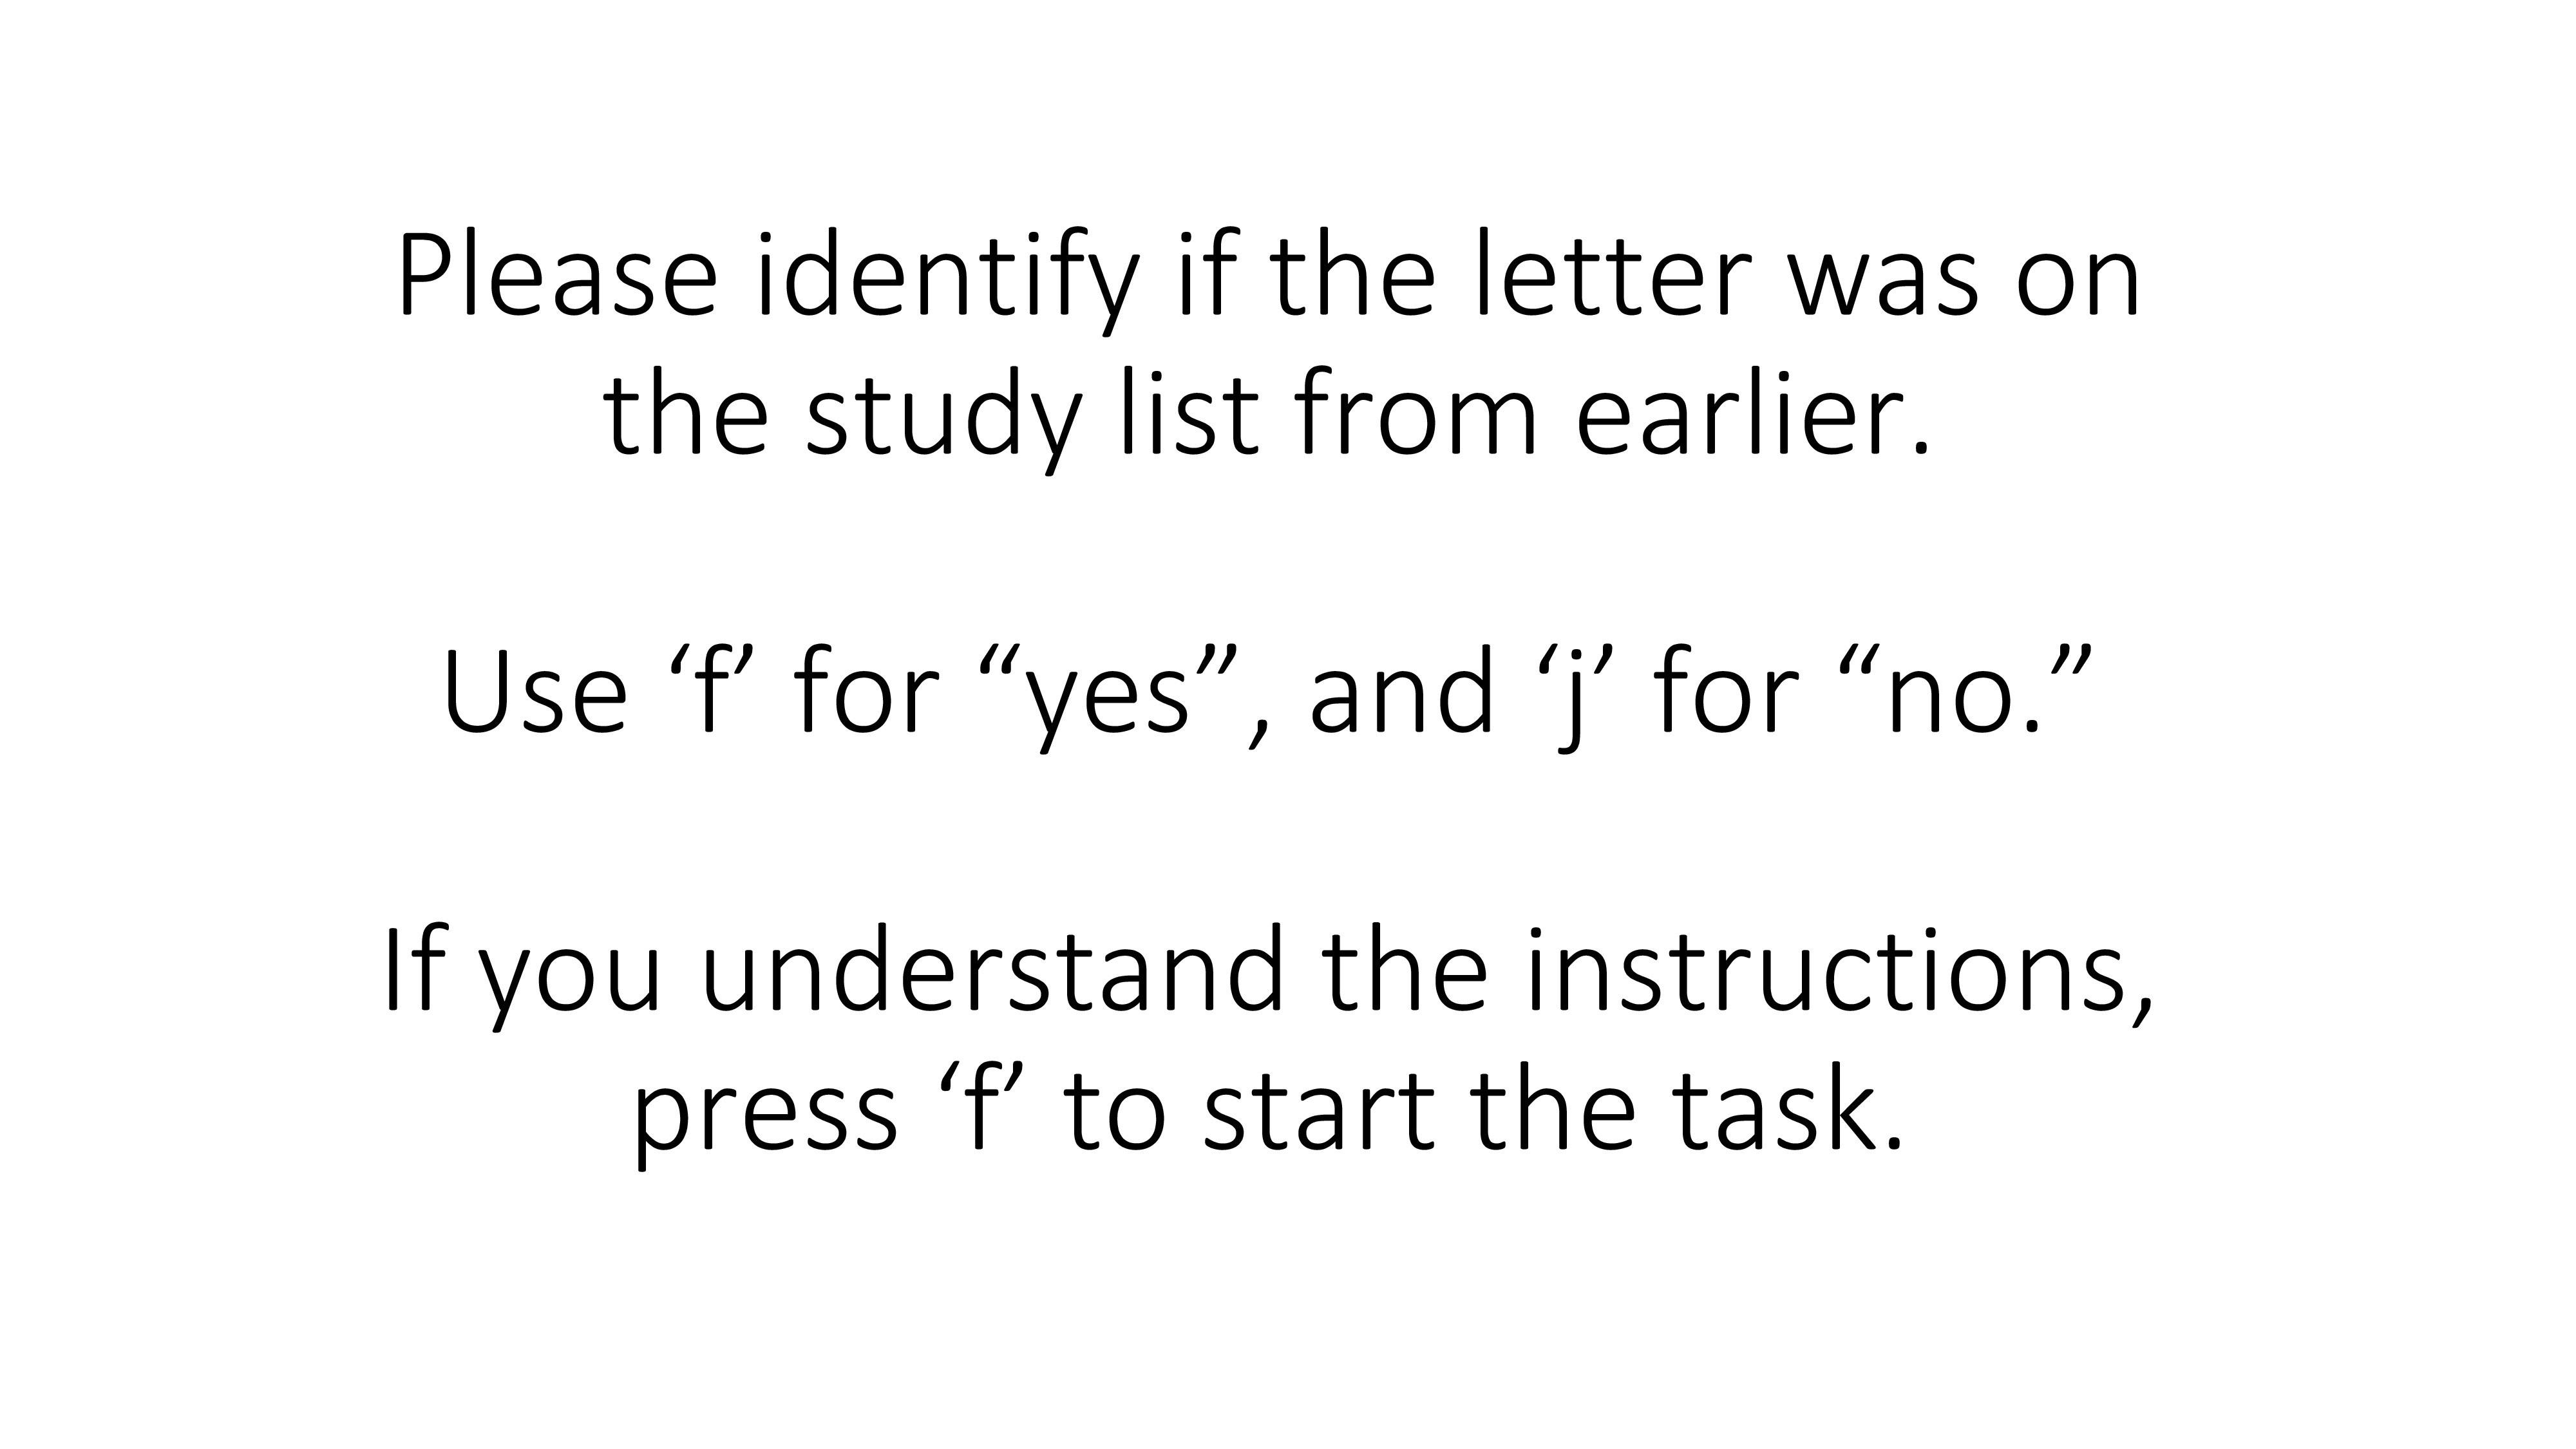 Please identify if the letter was on
the study list from earlier.
Use ‘f’ for “yes”, and ‘j’ for “no.”
If you understand the instructions,
press ‘f’ to start the task.